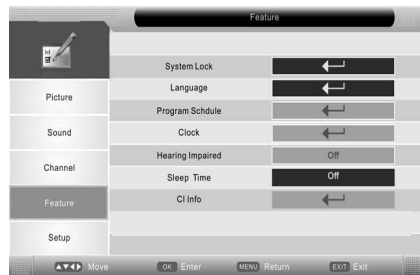 Feature
System Lock
Language
Program Schdule
Clock
Hearing Impaired Off
Sleep Time Off
CI Info
Picture
Sound
Channel
Feature
Setup
Move OK Enter MENU Return EXIT Exit